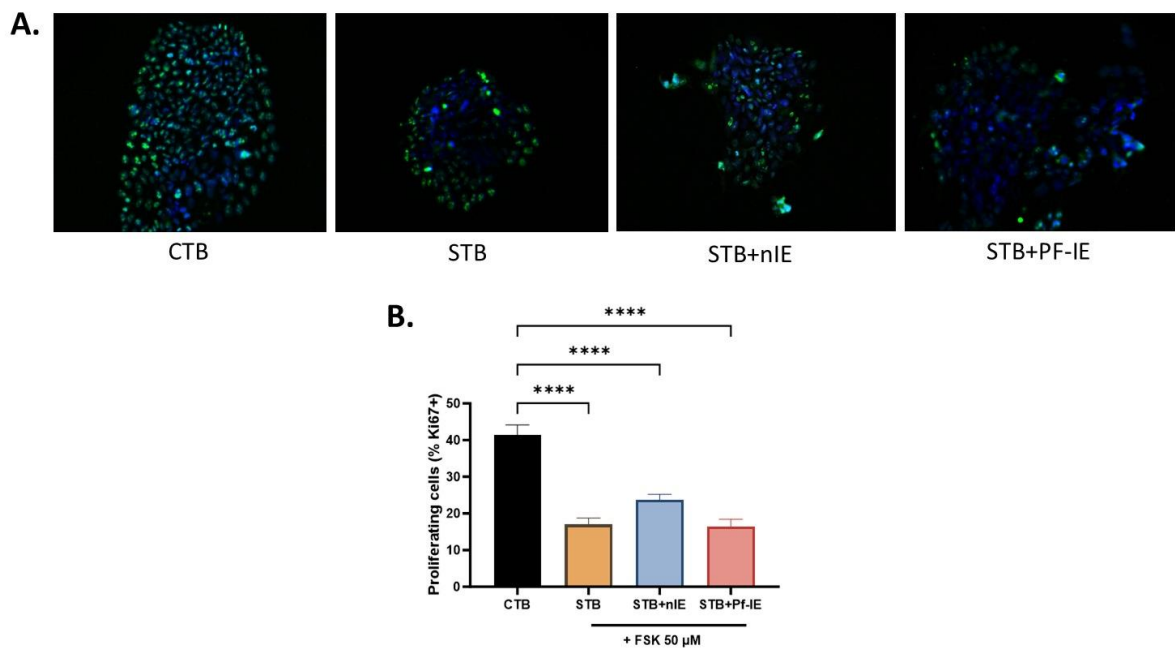 A.
CTB
STB
STB+nIE
STB+PF-IE
B.
****
****
****
Proliferating cells (% Ki67+)
50
40
30
20
10
0
CTB
STB
STB+nIE
STB+Pf-IE
+ FSK 50 µM